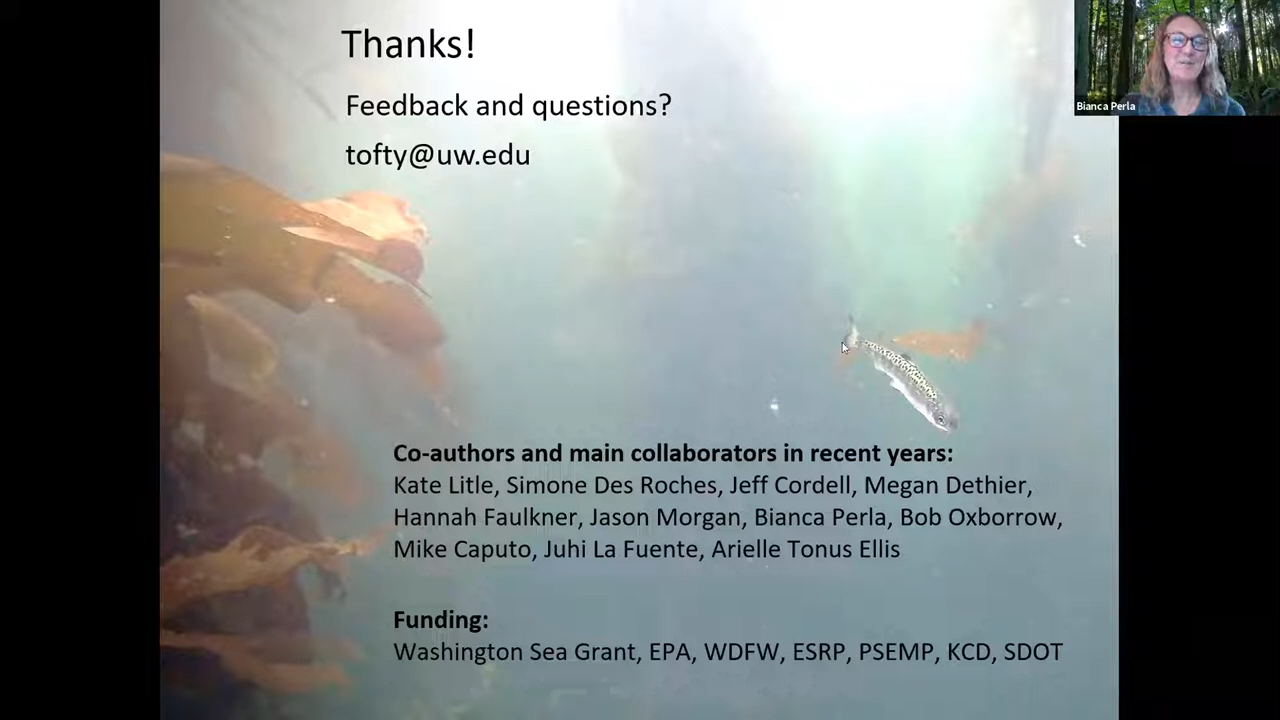 Thanks!
Feedback and questions?
tofty@uw.edu
Bianca Perla
Co-authors and main collaborators in recent years:
Kate Litle, Simone Des Roches, Jeff Cordell, Megan Dethier,
Hannah Faulkner, Jason Morgan, Bianca Perla, Bob Oxborrow,
Mike Caputo, Juhi La Fuente, Arielle Tonus Ellis
Funding:
Washington Sea Grant, EPA, WDFW, ESRP, PSEMP, KCD, SDOT